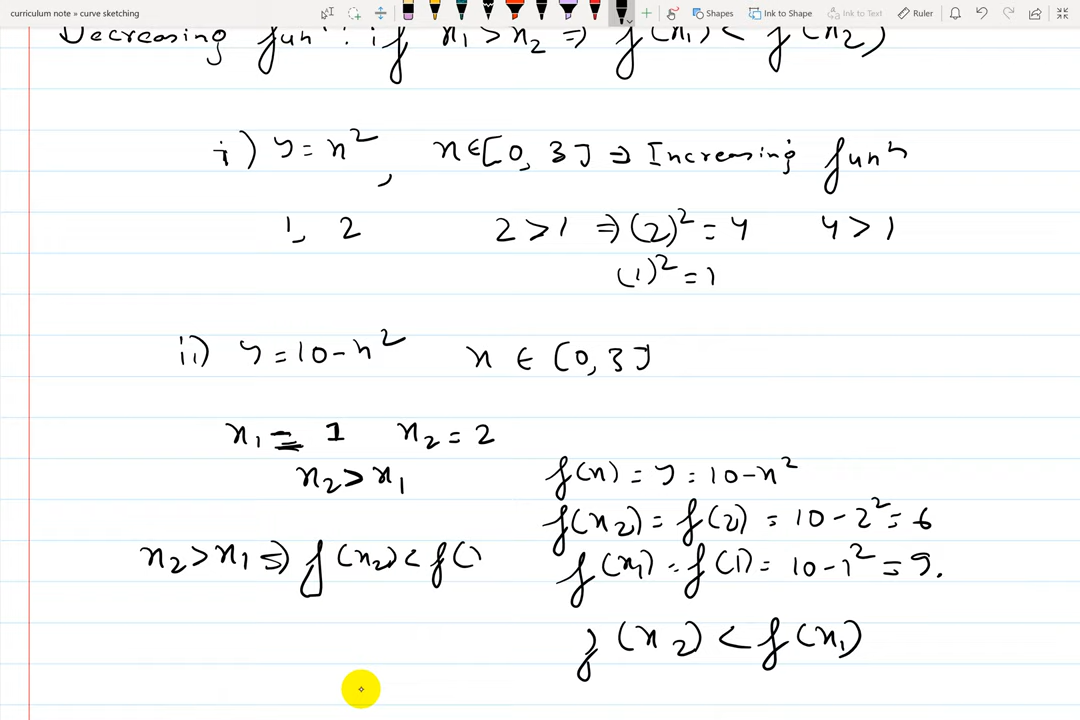 curriculum note » curve sketching
Shapes Ink to Shape Ink to Text Ruler
Decreasing funⁿ: if x₁ > x₂ ⇒ f(x₁) < f(x₂)
i) y = x², x ∈ [0, 3] ⇒ Increasing funⁿ
1, 2 2 > 1 ⇒ (2)² = 4 4 > 1
(1)² = 1
ii) y = 10 - x² x ∈ [0, 3]
x₁ = 1 x₂ = 2
x₂ > x₁
f(x) = y = 10 - x²
f(x₂) = f(2) = 10 - 2² = 6
x₂ > x₁ ⇒ f(x₂) < f(
f(x₁) = f(1) = 10 - 1² = 9.
f(x₂) < f(x₁)